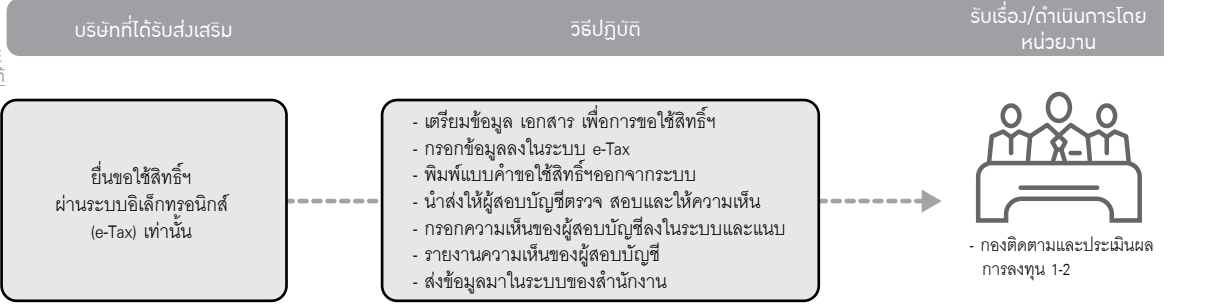 บริษัทที่ได้รับส่งเสริม
วิธีปฏิบัติ
รับเรื่อง/ดำเนินการโดย
หน่วยงาน
ยื่นขอใช้สิทธิ์ฯ
ผ่านระบบอิเล็กทรอนิกส์
(e-Tax) เท่านั้น
- เตรียมข้อมูล เอกสาร เพื่อการขอใช้สิทธิ์ฯ
- กรอกข้อมูลลงในระบบ e-Tax
- พิมพ์แบบคำขอใช้สิทธิ์ฯออกจากระบบ
- นำส่งให้ผู้สอบบัญชีตรวจ สอบและให้ความเห็น
- กรอกความเห็นของผู้สอบบัญชีลงในระบบและแนบ
- รายงานความเห็นของผู้สอบบัญชี
- ส่งข้อมูลมาในระบบของสำนักงาน
- กองติดตามและประเมินผล
การลงทุน 1-2